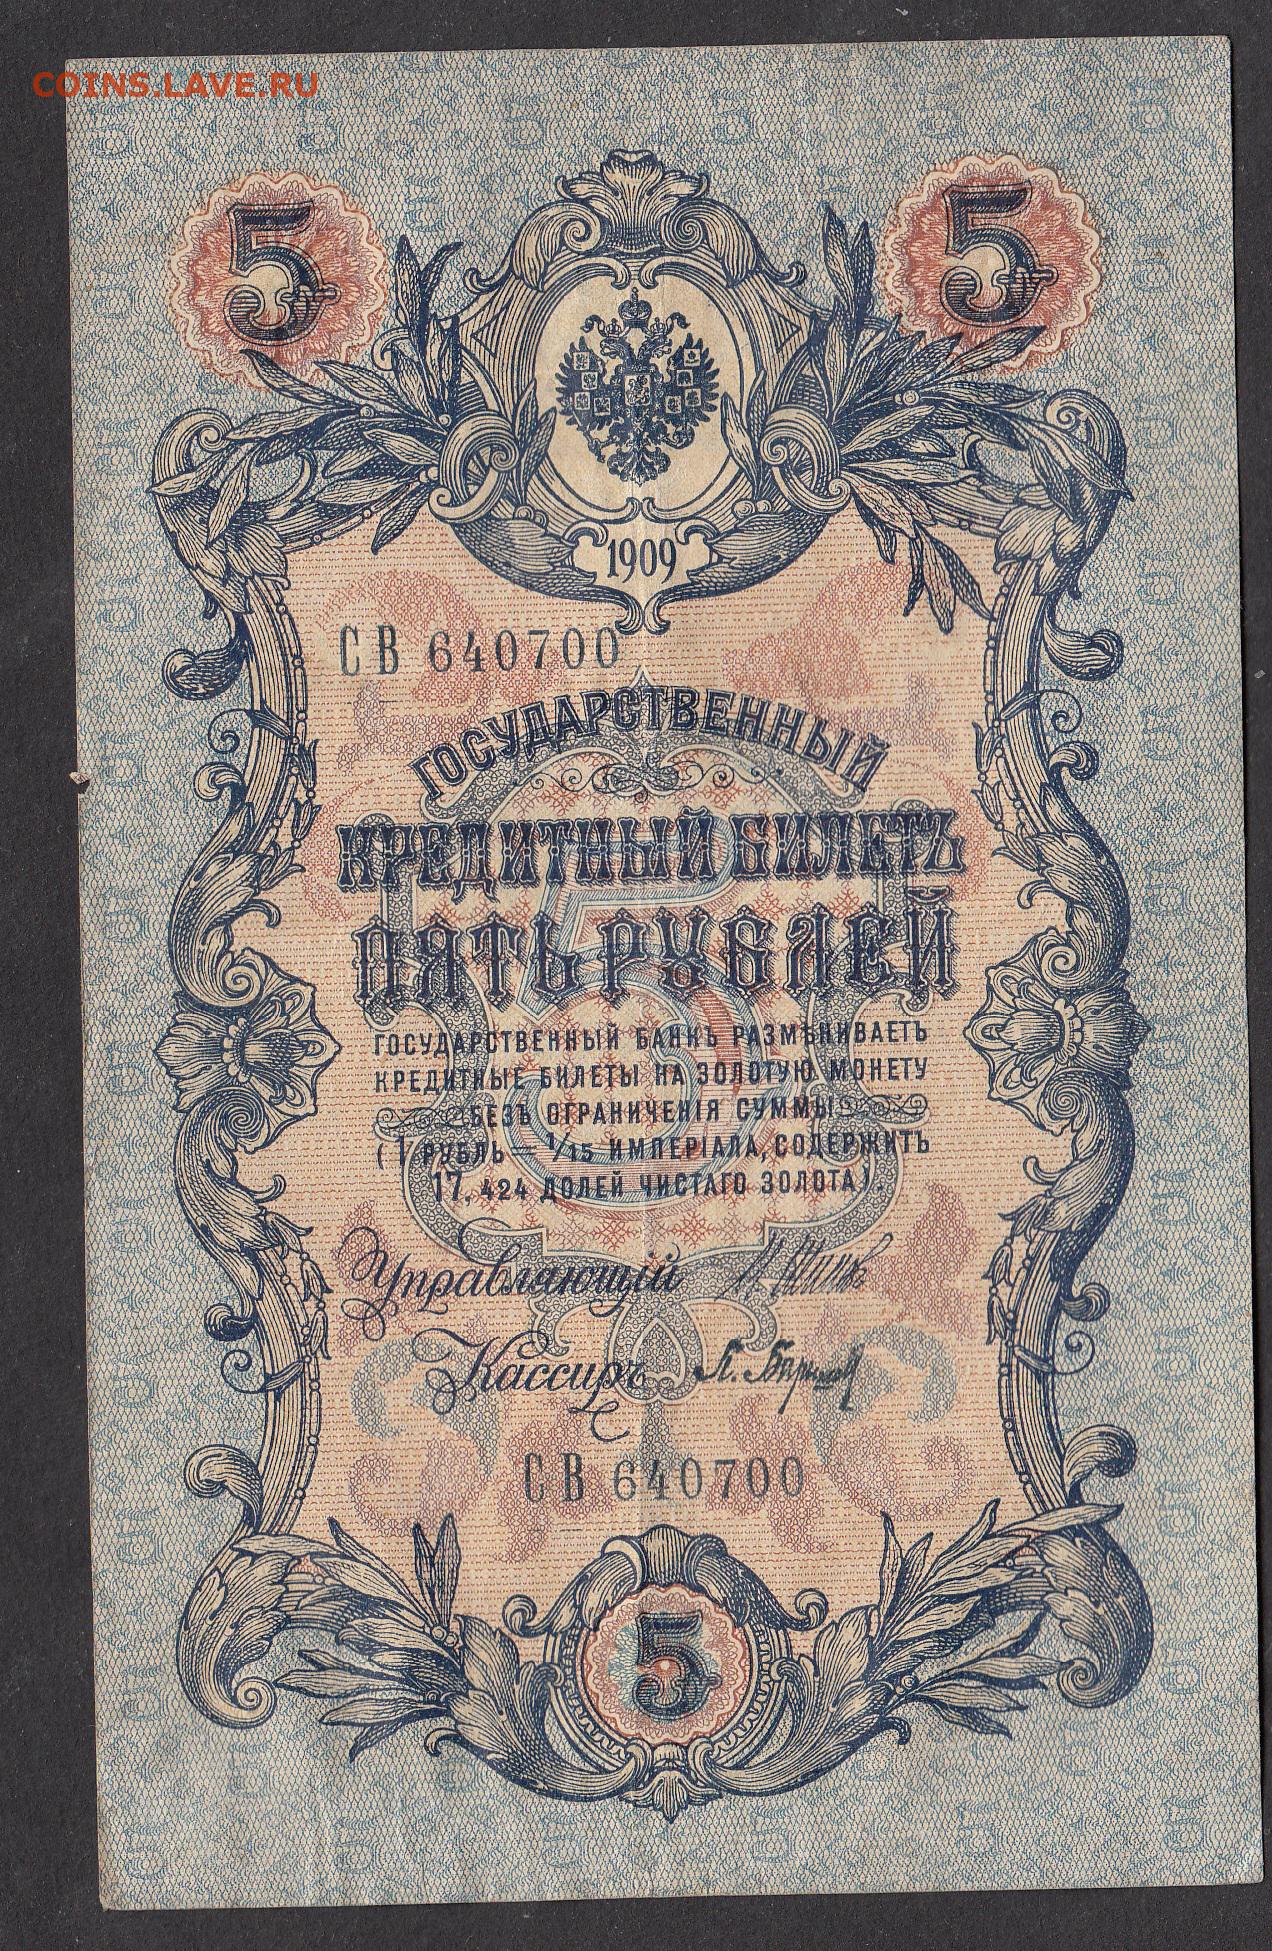 COINS.LAVE.RU
5 5
1909
СВ 640700
ГОСУДАРСТВЕННЫЙ
КРЕДИТНЫЙ БИЛЕТЪ
ПЯТЬ РУБЛЕЙ
5
ГОСУДАРСТВЕННЫЙ БАНКЪ РАЗМѢНИВАЕТЪ
КРЕДИТНЫЕ БИЛЕТЫ НА ЗОЛОТУЮ МОНЕТУ
БЕЗЪ ОГРАНИЧЕНІЯ СУММЫ
(1 РУБЛЬ = 1/15 ИМПЕРІАЛА, СОДЕРЖИТЪ
17,424 ДОЛЕЙ ЧИСТАГО ЗОЛОТА).
Управляющій
Кассиръ
СВ 640700
5